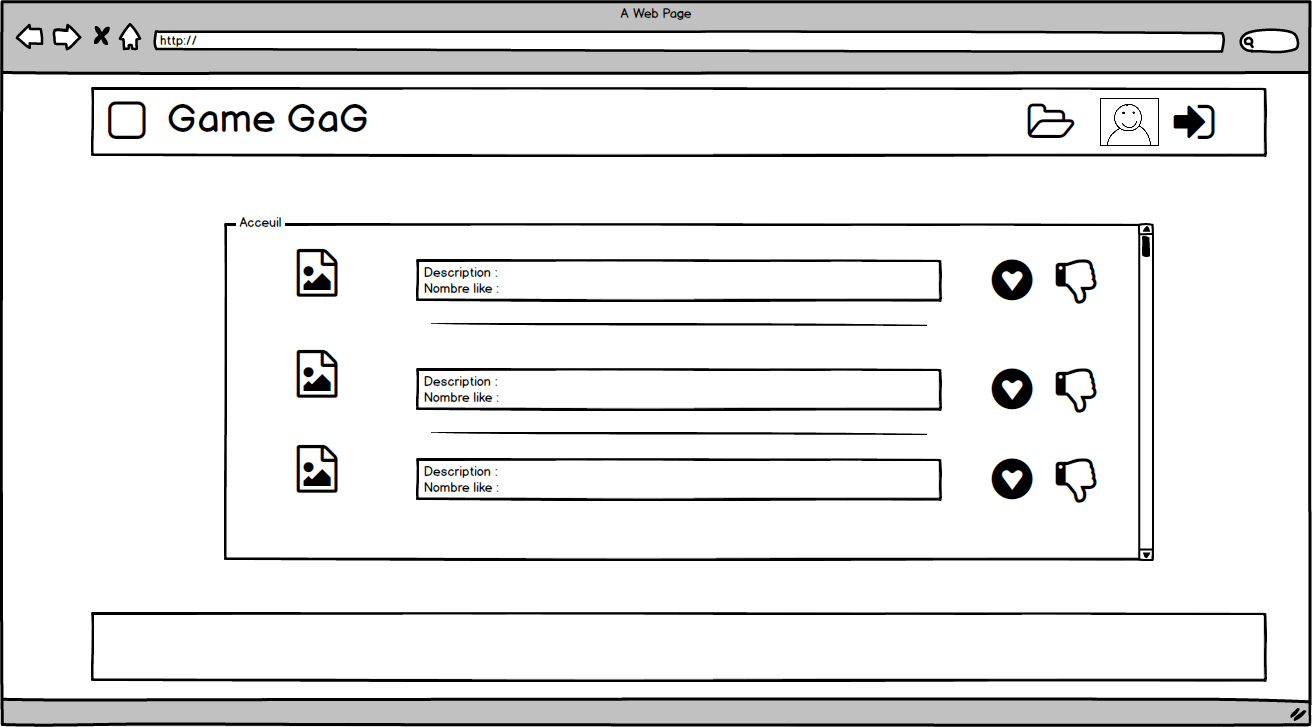 A Web Page
http://
Game GaG
Acceuil
Description :
Nombre like :
Description :
Nombre like :
Description :
Nombre like :